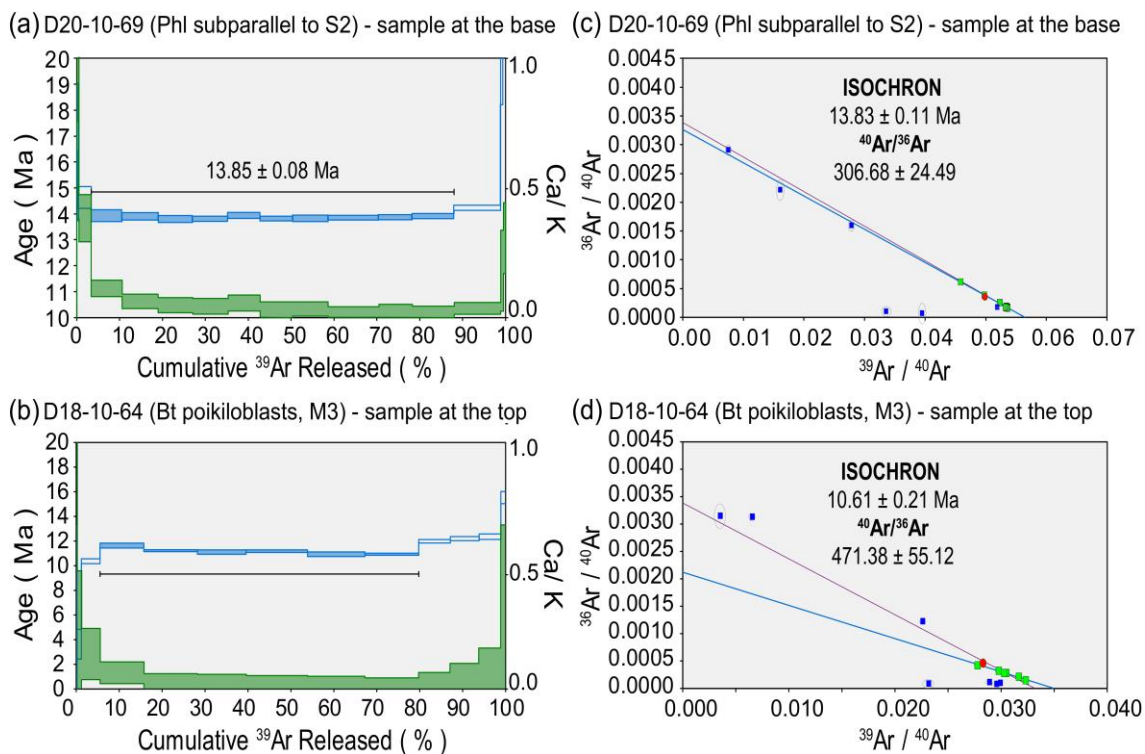 (a) D20-10-69 (Phl subparallel to S2) - sample at the base
20
19
18
17
16
15
14
13
12
11
10
Age ( Ma )
13.85 ± 0.08 Ma
1.0
0.5
0.0
Ca/ K
0 10 20 30 40 50 60 70 80 90 100
Cumulative ³⁹Ar Released ( % )
(c) D20-10-69 (Phl subparallel to S2) - sample at the base
0.0045
0.0040
0.0035
0.0030
0.0025
0.0020
0.0015
0.0010
0.0005
0.0000
³⁶Ar / ⁴⁰Ar
ISOCHRON
13.83 ± 0.11 Ma
⁴⁰Ar/³⁶Ar
306.68 ± 24.49
0.00 0.01 0.02 0.03 0.04 0.05 0.06 0.07
³⁹Ar / ⁴⁰Ar
(b) D18-10-64 (Bt poikiloblasts, M3) - sample at the top
20
18
16
14
12
10
8
6
4
2
0
Age ( Ma )
1.0
0.5
0.0
Ca/ K
0 10 20 30 40 50 60 70 80 90 100
Cumulative ³⁹Ar Released ( % )
(d) D18-10-64 (Bt poikiloblasts, M3) - sample at the top
0.0045
0.0040
0.0035
0.0030
0.0025
0.0020
0.0015
0.0010
0.0005
0.0000
³⁶Ar / ⁴⁰Ar
ISOCHRON
10.61 ± 0.21 Ma
⁴⁰Ar/³⁶Ar
471.38 ± 55.12
0.000 0.010 0.020 0.030 0.040
³⁹Ar / ⁴⁰Ar